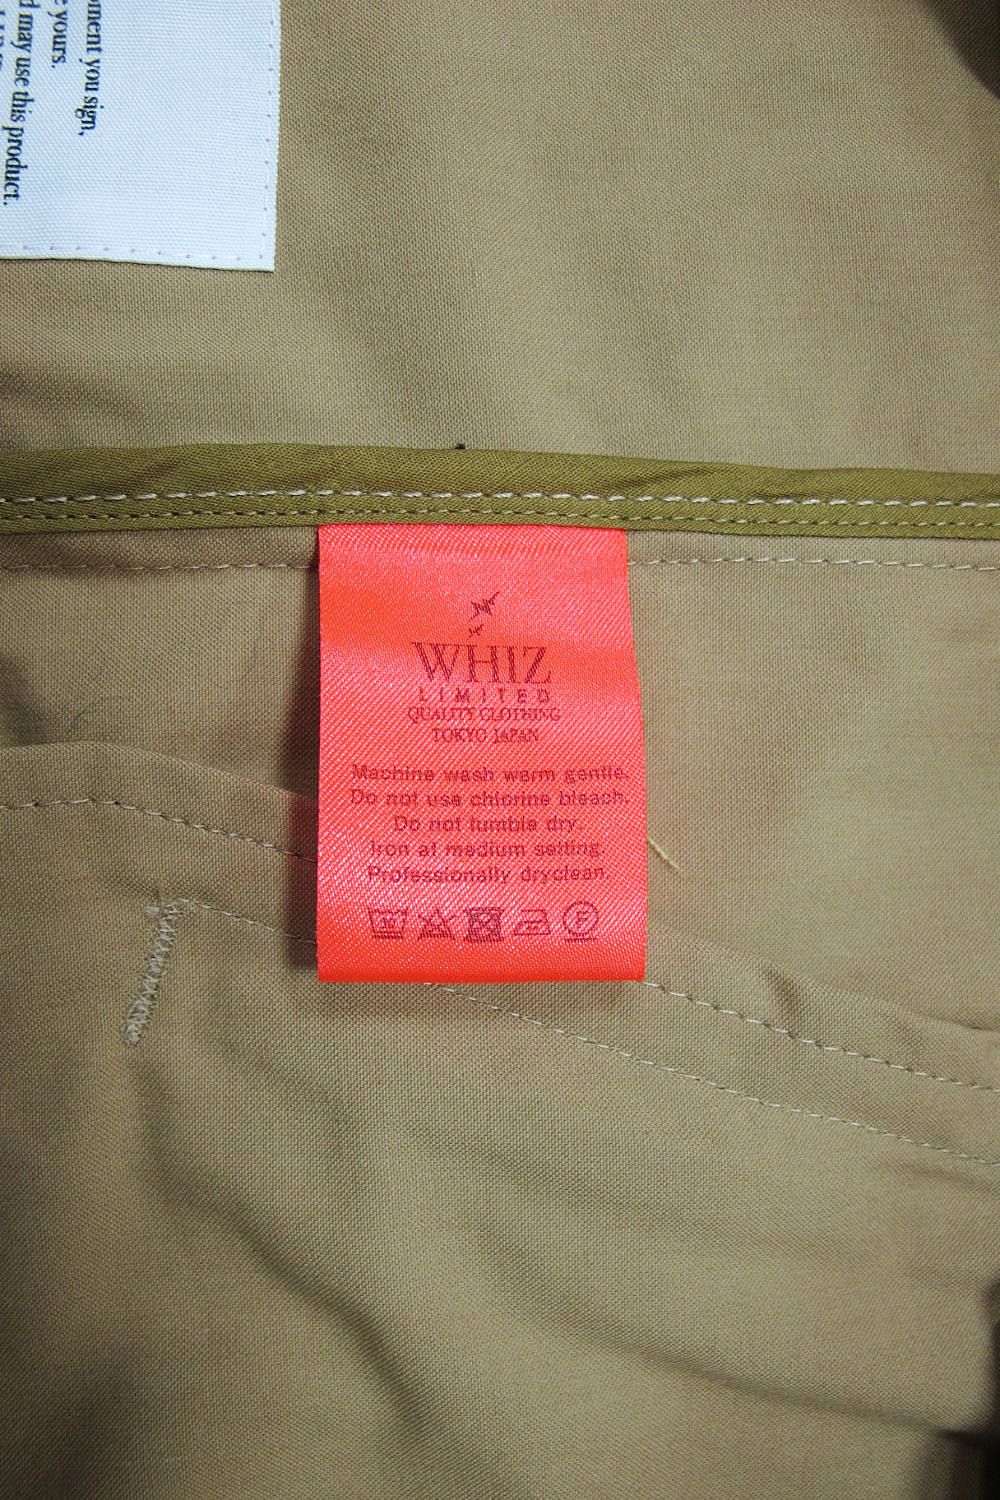 oment you sign,
e yours.
d may use this product.
WHIZ
LIMITED
QUALITY CLOTHING
TOKYO JAPAN
Machine wash warm gentle.
Do not use chlorine bleach.
Do not tumble dry.
Iron at medium setting.
Professionally dryclean.
F